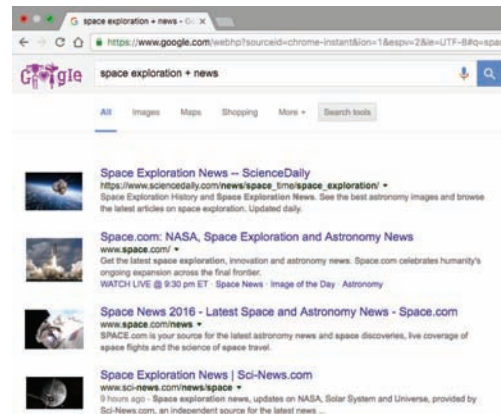 space exploration + news - Go
https://www.google.com/webhp?sourceid=chrome-instant&ion=1&espv=2&ie=UTF-8#q=spac
Google
space exploration + news
All Images Maps Shopping More Search tools
Space Exploration News -- ScienceDaily
https://www.sciencedaily.com/news/space_time/space_exploration/
Space Exploration History and Space Exploration News. See the best astronomy images and browse
the latest articles on space exploration. Updated daily.
Space.com: NASA, Space Exploration and Astronomy News
www.space.com/
Get the latest space exploration, innovation and astronomy news. Space.com celebrates humanity's
ongoing expansion across the final frontier.
WATCH LIVE @ 9:30 pm ET · Space News · Image of the Day · Astronomy
Space News 2016 - Latest Space and Astronomy News - Space.com
www.space.com/news
SPACE.com is your source for the latest astronomy news and space discoveries, live coverage of
space flights and the science of space travel.
Space Exploration News | Sci-News.com
www.sci-news.com/news/space
9 hours ago - Space exploration news, updates on NASA, Solar System and Universe, provided by
Sci-News.com, an independent source for the latest news ...